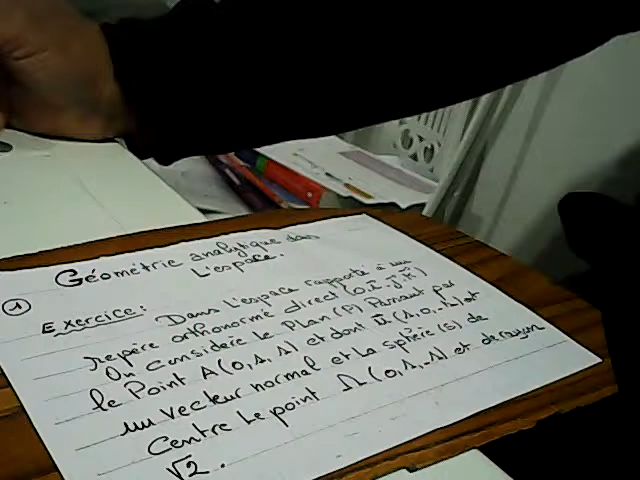 Géométrie analytique dans
L'espace.
①
Exercice:
Dans L'espace rapporté à un
repère orthonormé direct (O,i,j,k)
On considère le Plan (P) Passant par
le Point A(0,1,1) et dont u(1,0,-1) est
un vecteur normal et la sphère (S) de
Centre Le point Ω(0,1,-1) et de rayon
√2.